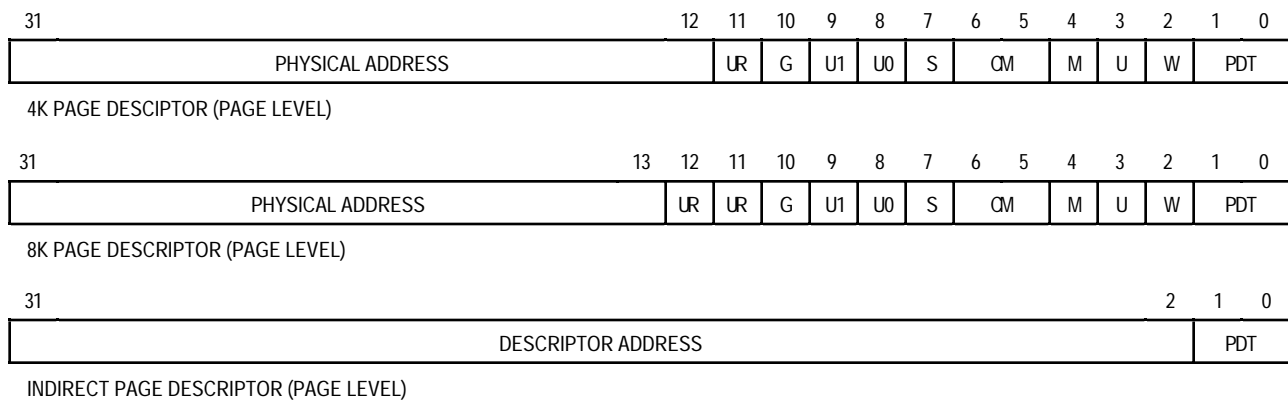 31 12 11 10 9 8 7 6 5 4 3 2 1 0
PHYSICAL ADDRESS UR G U1 U0 S CM M U W PDT
4K PAGE DESCIPTOR (PAGE LEVEL)
31 13 12 11 10 9 8 7 6 5 4 3 2 1 0
PHYSICAL ADDRESS UR UR G U1 U0 S CM M U W PDT
8K PAGE DESCRIPTOR (PAGE LEVEL)
31 2 1 0
DESCRIPTOR ADDRESS PDT
INDIRECT PAGE DESCRIPTOR (PAGE LEVEL)